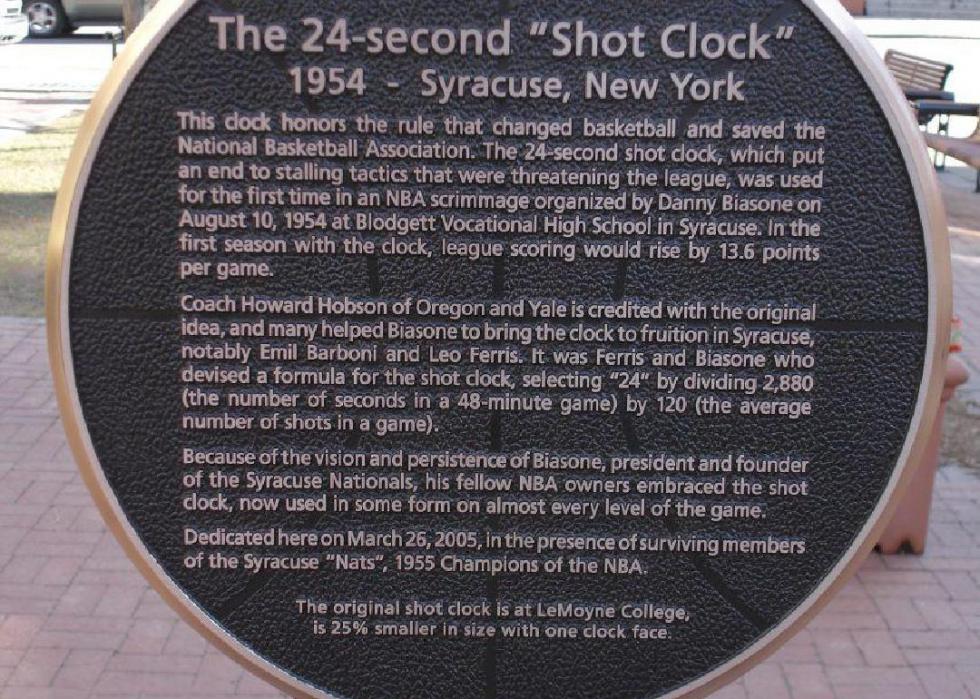 The 24-second "Shot Clock"
1954 - Syracuse, New York
This clock honors the rule that changed basketball and saved the
National Basketball Association. The 24-second shot clock, which put
an end to stalling tactics that were threatening the league, was used
for the first time in an NBA scrimmage organized by Danny Biasone on
August 10, 1954 at Blodgett Vocational High School in Syracuse. In the
first season with the clock, league scoring would rise by 13.6 points
per game.
Coach Howard Hobson of Oregon and Yale is credited with the original
idea, and many helped Biasone to bring the clock to fruition in Syracuse,
notably Emil Barboni and Leo Ferris. It was Ferris and Biasone who
devised a formula for the shot clock, selecting "24" by dividing 2,880
(the number of seconds in a 48-minute game) by 120 (the average
number of shots in a game).
Because of the vision and persistence of Biasone, president and founder
of the Syracuse Nationals, his fellow NBA owners embraced the shot
clock, now used in some form on almost every level of the game.
Dedicated here on March 26, 2005, in the presence of surviving members
of the Syracuse "Nats", 1955 Champions of the NBA.
The original shot clock is at LeMoyne College,
is 25% smaller in size with one clock face.